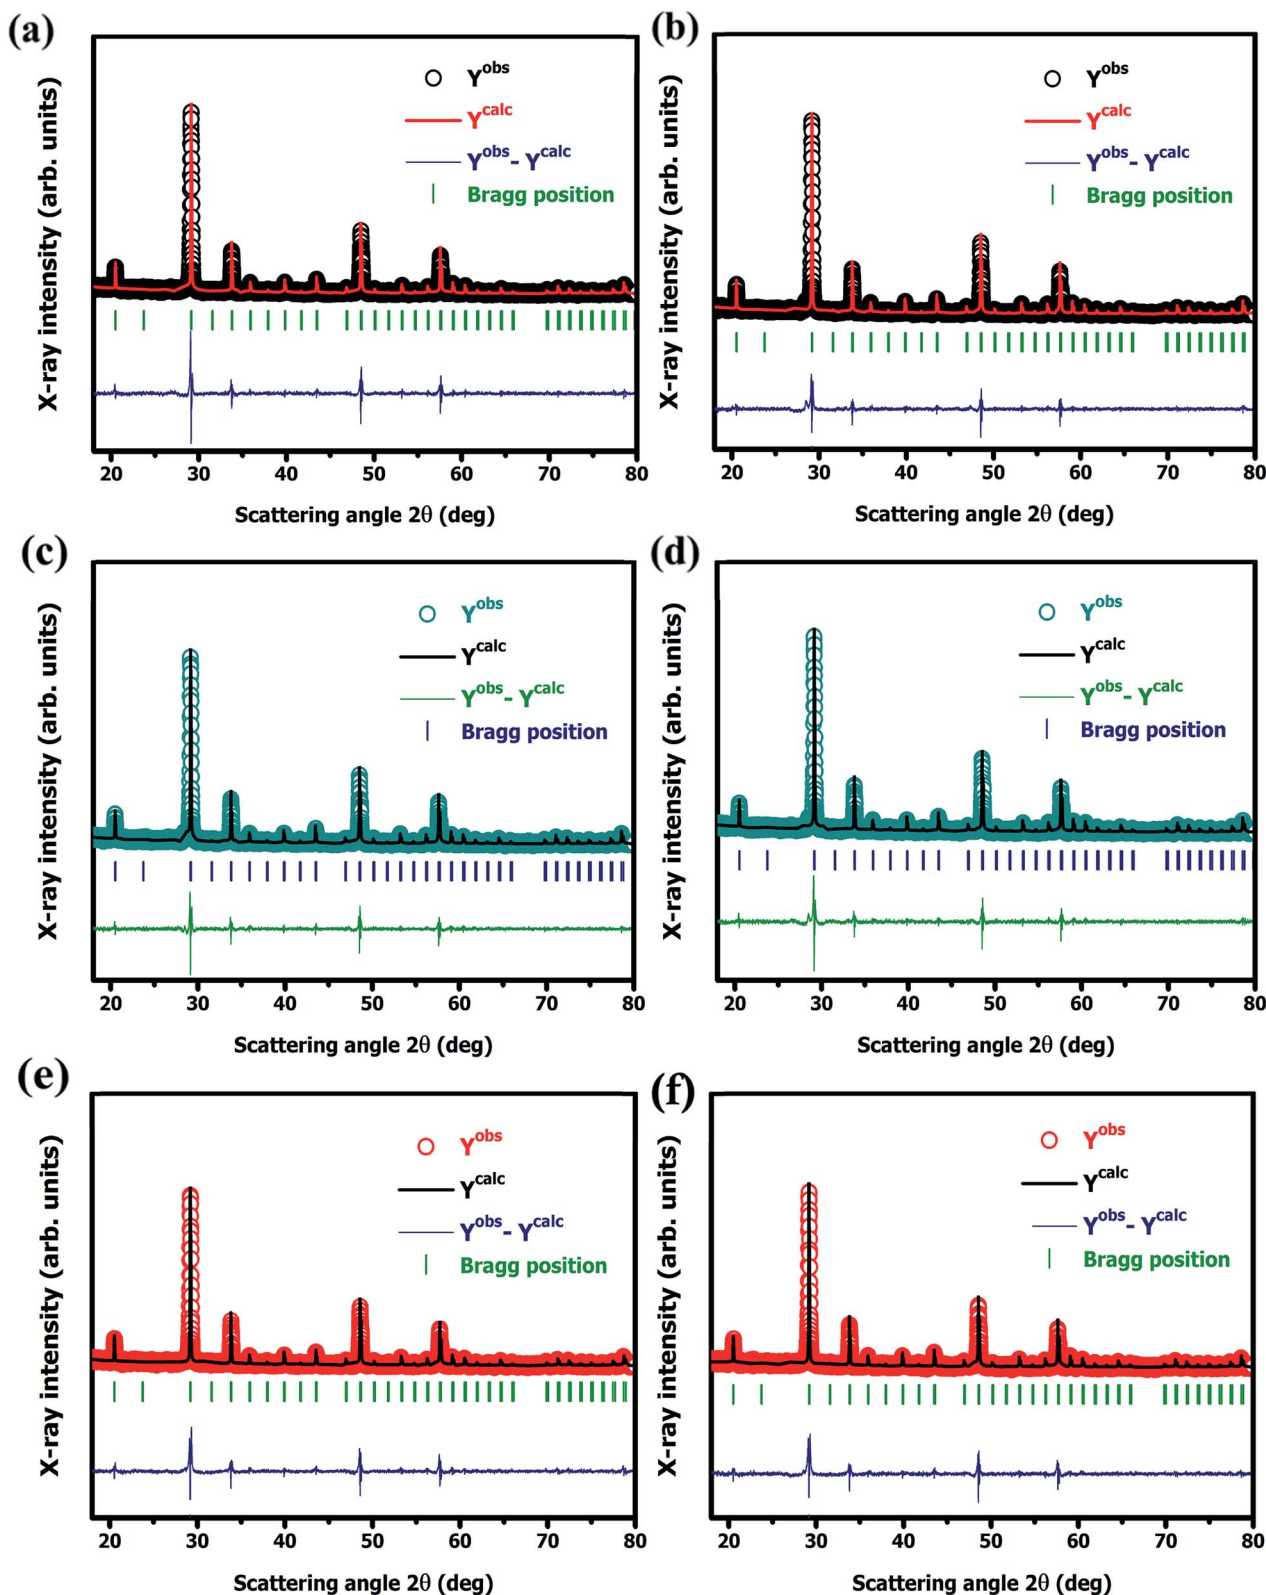 (a)
X-ray intensity (arb. units)
Y^obs
Y^calc
Y^obs - Y^calc
Bragg position
20 30 40 50 60 70 80
Scattering angle 2θ (deg)
(b)
X-ray intensity (arb. units)
Y^obs
Y^calc
Y^obs - Y^calc
Bragg position
20 30 40 50 60 70 80
Scattering angle 2θ (deg)
(c)
X-ray intensity (arb. units)
Y^obs
Y^calc
Y^obs - Y^calc
Bragg position
20 30 40 50 60 70 80
Scattering angle 2θ (deg)
(d)
X-ray intensity (arb. units)
Y^obs
Y^calc
Y^obs - Y^calc
Bragg position
20 30 40 50 60 70 80
Scattering angle 2θ (deg)
(e)
X-ray intensity (arb. units)
Y^obs
Y^calc
Y^obs - Y^calc
Bragg position
20 30 40 50 60 70 80
Scattering angle 2θ (deg)
(f)
X-ray intensity (arb. units)
Y^obs
Y^calc
Y^obs - Y^calc
Bragg position
20 30 40 50 60 70 80
Scattering angle 2θ (deg)